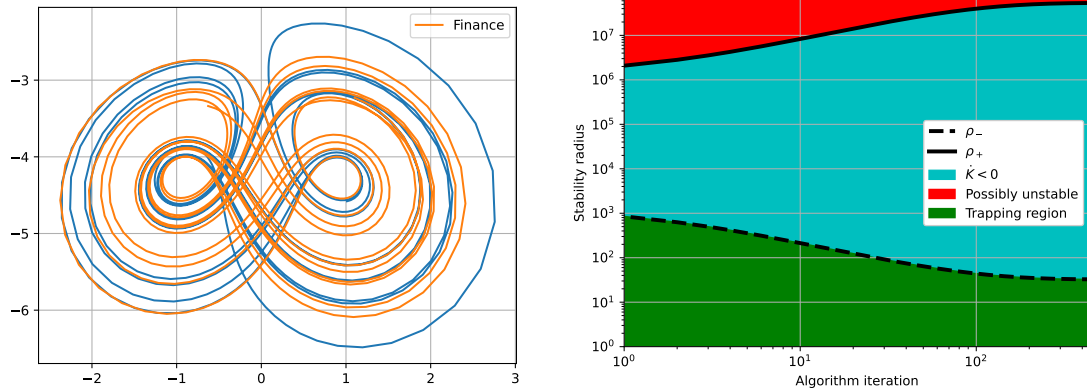 Finance
−3
−4
−5
−6
−2
−1
0
1
2
3
Stability radius
10⁷
10⁶
10⁵
10⁴
10³
10²
10¹
10⁰
ρ₋
ρ₊
K̇ < 0
Possibly unstable
Trapping region
10⁰
10¹
10²
Algorithm iteration